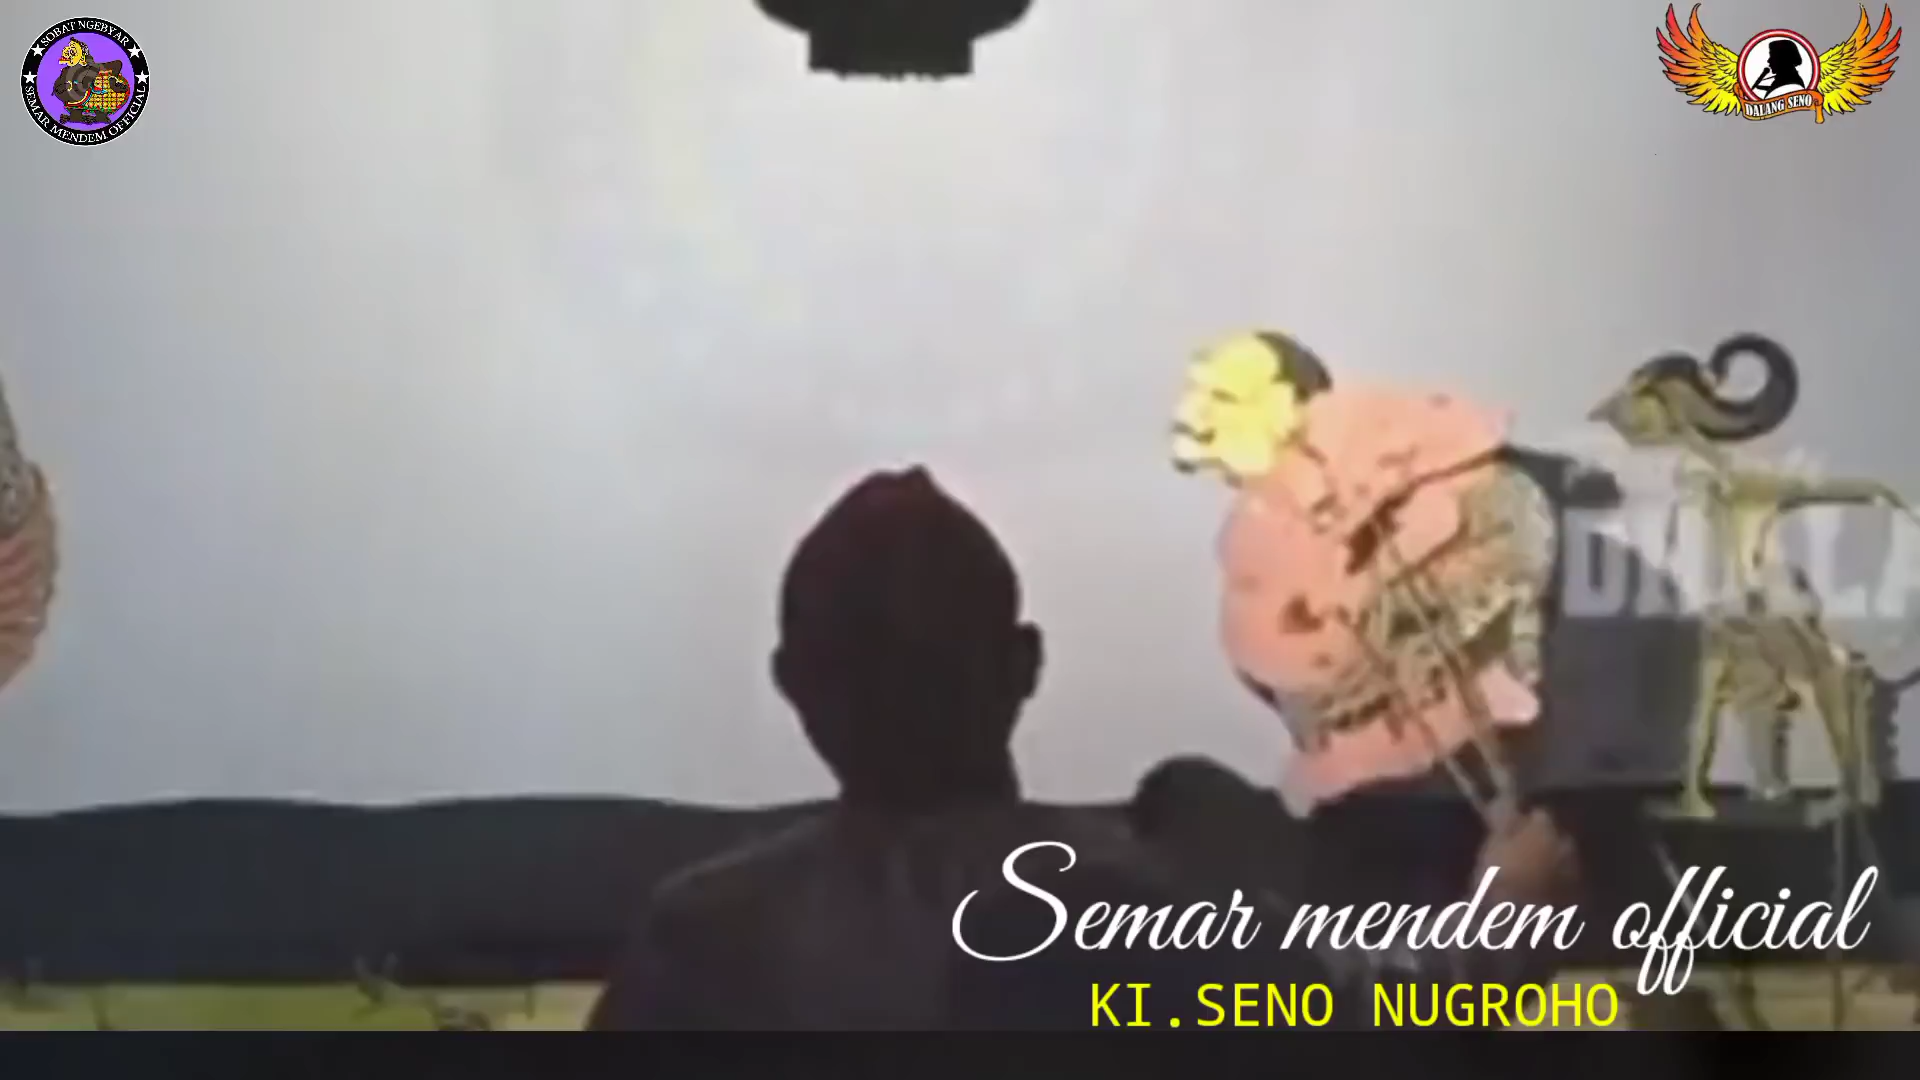 SOBAT NGEBYAR
SEMAR MENDEM OFFICIAL
DALANG SENO
Semar mendem official
KI.SENO NUGROHO